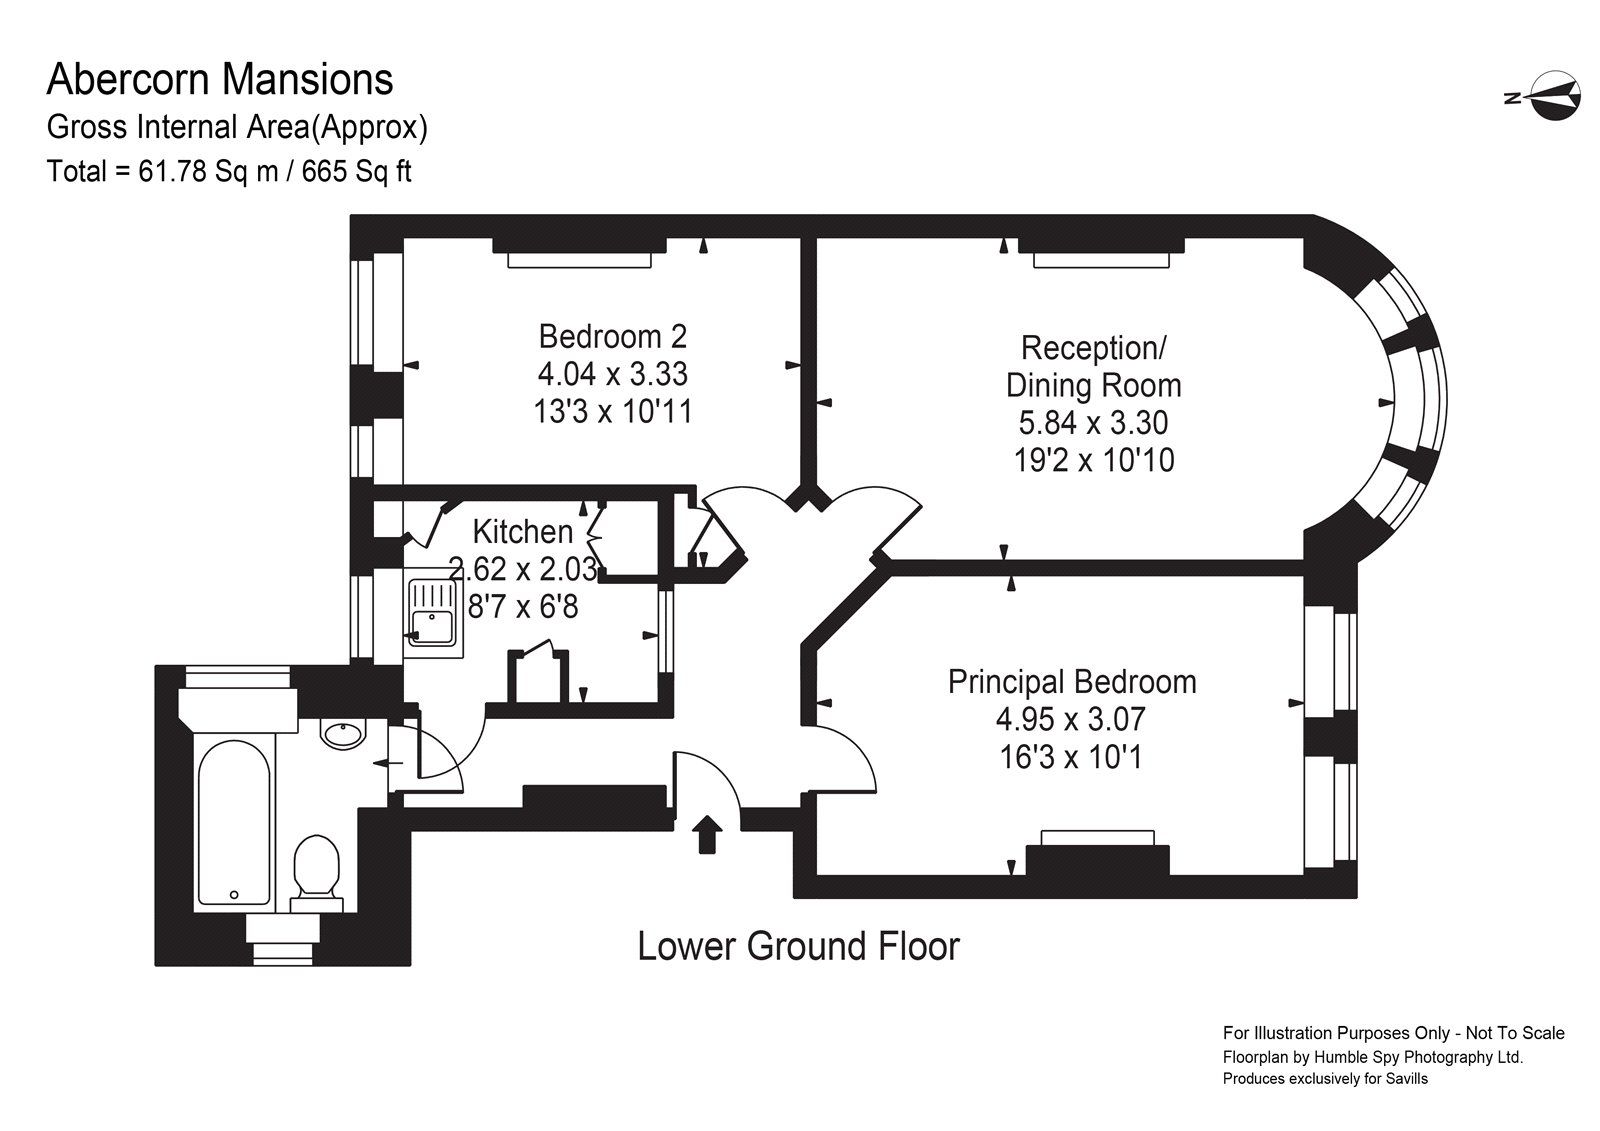 Abercorn Mansions
Gross Internal Area(Approx)
Total = 61.78 Sq m / 665 Sq ft
N
Bedroom 2
4.04 x 3.33
13'3 x 10'11
Reception/
Dining Room
5.84 x 3.30
19'2 x 10'10
Kitchen
2.62 x 2.03
8'7 x 6'8
Principal Bedroom
4.95 x 3.07
16'3 x 10'1
Lower Ground Floor
For Illustration Purposes Only - Not To Scale
Floorplan by Humble Spy Photography Ltd.
Produces exclusively for Savills